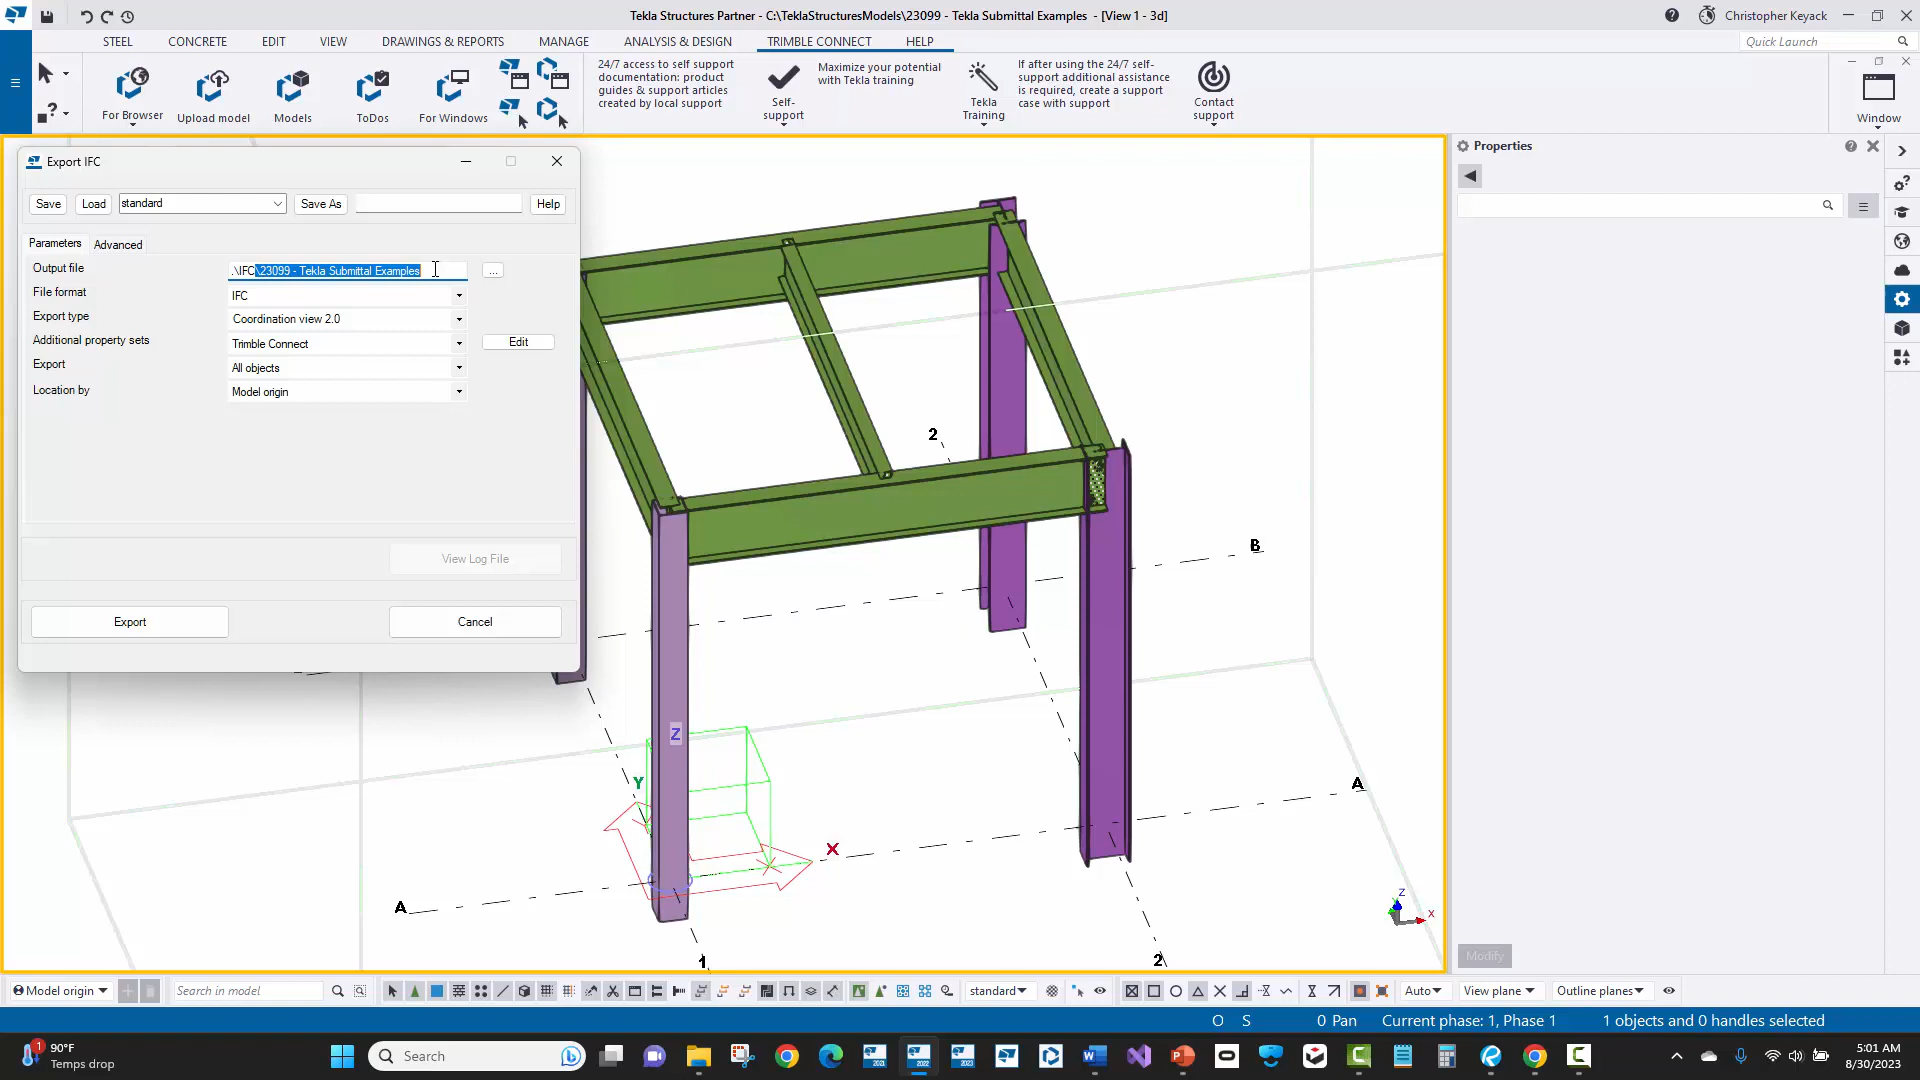 Tekla Structures Partner - C:\TeklaStructuresModels\23099 - Tekla Submittal Examples - [View 1 - 3d]
Christopher Keyack
STEEL CONCRETE EDIT VIEW DRAWINGS & REPORTS MANAGE ANALYSIS & DESIGN TRIMBLE CONNECT HELP
Quick Launch
For Browser
Upload model
Models
ToDos
For Windows
24/7 access to self support
documentation: product
guides & support articles
created by local support
Self-
support
Maximize your potential
with Tekla training
Tekla
Training
If after using the 24/7 self-
support additional assistance
is required, create a support
case with support
Contact
support
Window
Export IFC
Save Load standard Save As Help
Parameters Advanced
Output file .\IFC\23099 - Tekla Submittal Examples ...
File format IFC
Export type Coordination view 2.0
Additional property sets Trimble Connect Edit
Export All objects
Location by Model origin
View Log File
Export Cancel
Properties
2
B
Z
Y
A
X
A
Z
X
1
2
Modify
Model origin Search in model standard Auto View plane Outline planes
O S 0 Pan Current phase: 1, Phase 1 1 objects and 0 handles selected
1
90°F
Temps drop
Search
2021
2022
2023
5:01 AM
8/30/2023